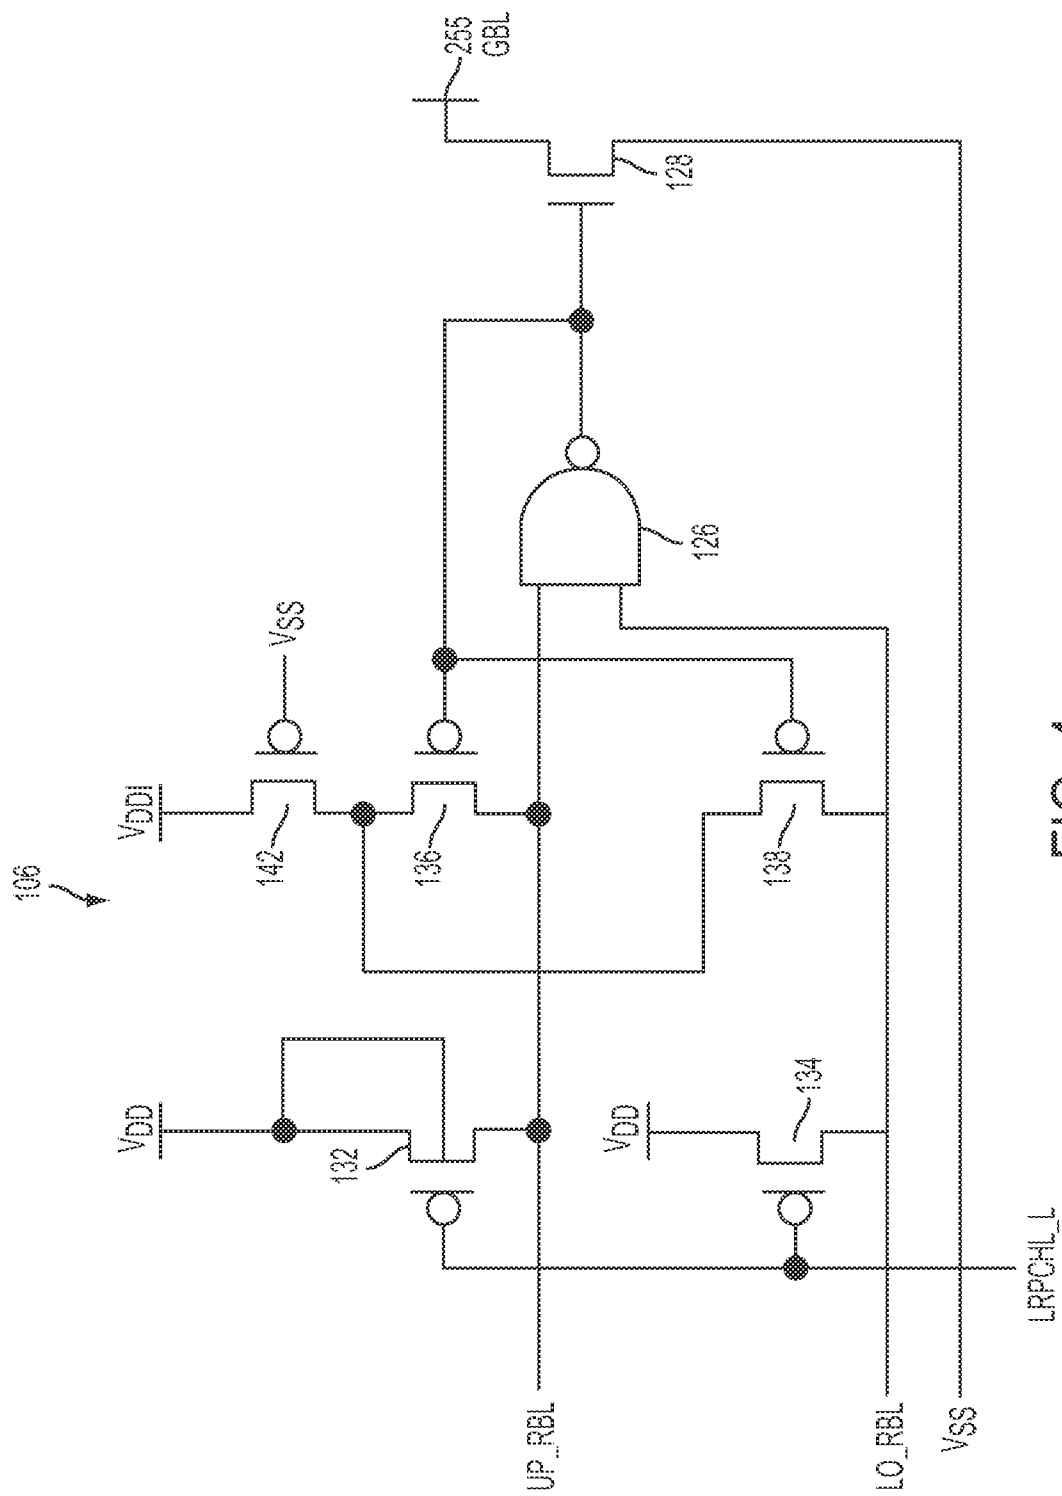 106
VDD
132
VDDI
142
VSS
136
255
GBL
128
126
VDD
134
138
UP_RBL
LO_RBL
VSS
LRPCHL_L